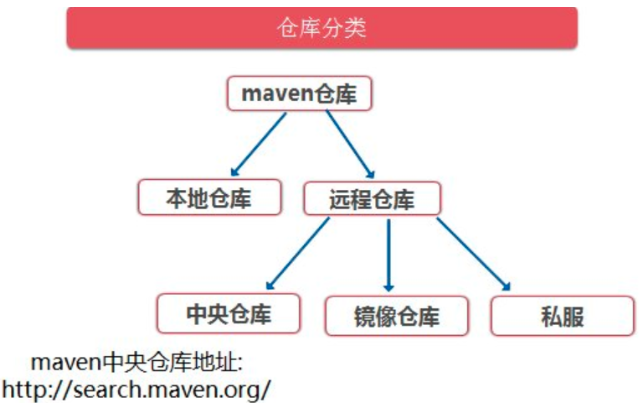 仓库分类
maven仓库
本地仓库
远程仓库
中央仓库
镜像仓库
私服
maven中央仓库地址:
http://search.maven.org/